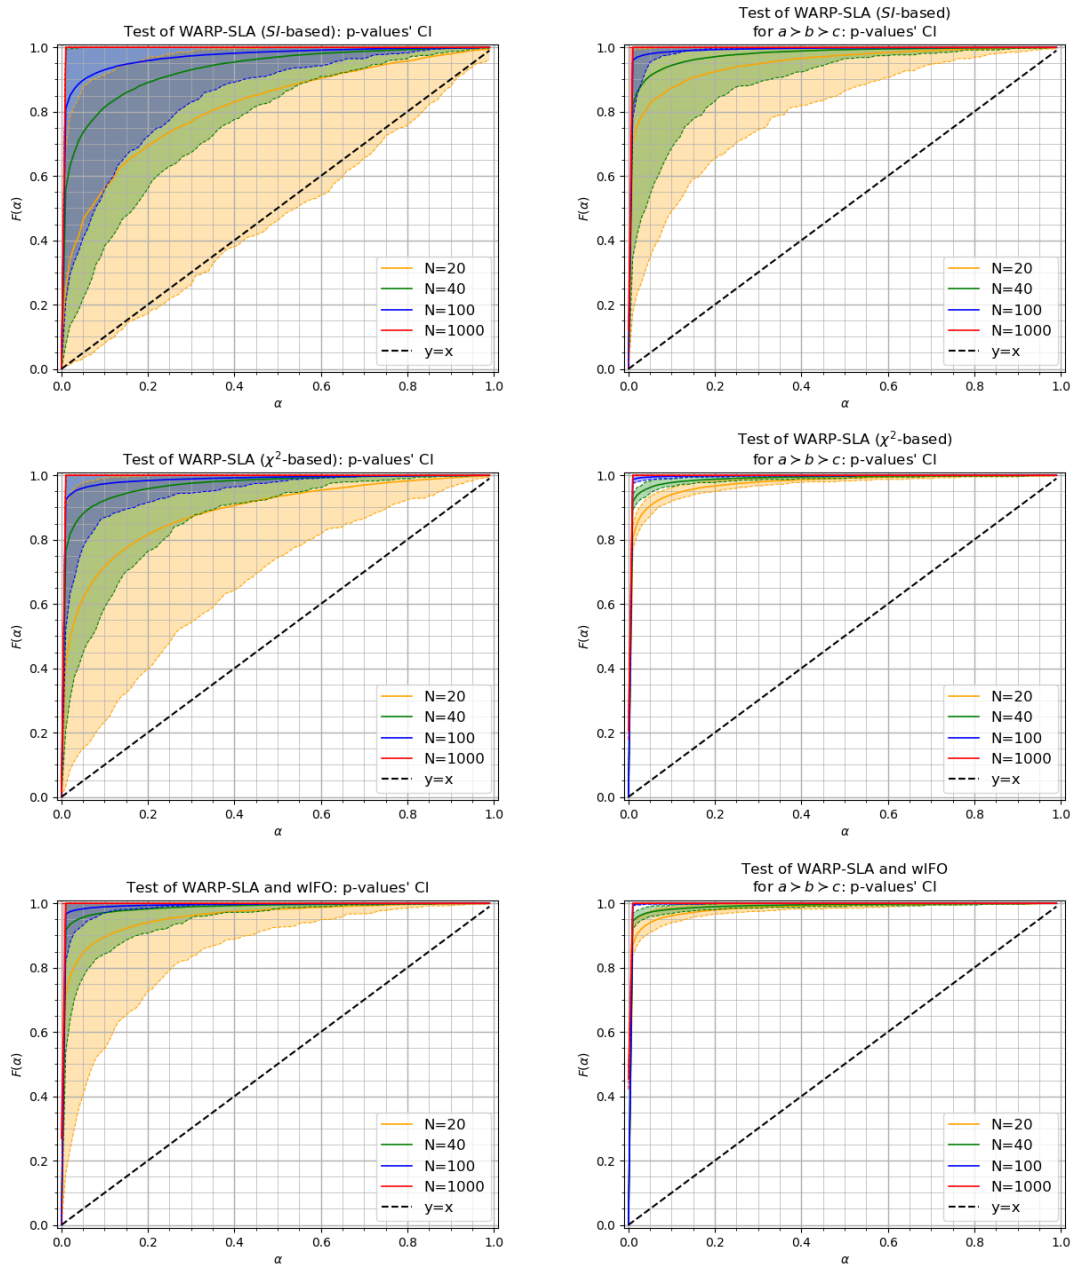 Test of WARP-SLA (SI-based): p-values' CI
1.0
0.8
0.6
0.4
0.2
0.0
F(α)
N=20
N=40
N=100
N=1000
y=x
0.0 0.2 0.4 0.6 0.8 1.0
α
Test of WARP-SLA (SI-based)
for a ≻ b ≻ c: p-values' CI
1.0
0.8
0.6
0.4
0.2
0.0
F(α)
N=20
N=40
N=100
N=1000
y=x
0.0 0.2 0.4 0.6 0.8 1.0
α
Test of WARP-SLA (χ²-based): p-values' CI
1.0
0.8
0.6
0.4
0.2
0.0
F(α)
N=20
N=40
N=100
N=1000
y=x
0.0 0.2 0.4 0.6 0.8 1.0
α
Test of WARP-SLA (χ²-based)
for a ≻ b ≻ c: p-values' CI
1.0
0.8
0.6
0.4
0.2
0.0
F(α)
N=20
N=40
N=100
N=1000
y=x
0.0 0.2 0.4 0.6 0.8 1.0
α
Test of WARP-SLA and wIFO: p-values' CI
1.0
0.8
0.6
0.4
0.2
0.0
F(α)
N=20
N=40
N=100
N=1000
y=x
0.0 0.2 0.4 0.6 0.8 1.0
α
Test of WARP-SLA and wIFO
for a ≻ b ≻ c: p-values' CI
1.0
0.8
0.6
0.4
0.2
0.0
F(α)
N=20
N=40
N=100
N=1000
y=x
0.0 0.2 0.4 0.6 0.8 1.0
α